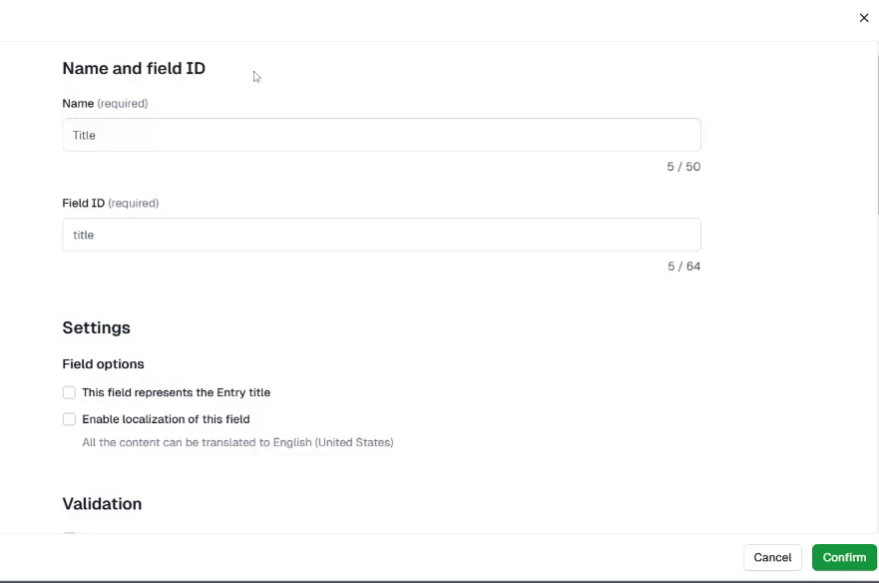 Name and field ID
Name (required)
Title
5 / 50
Field ID (required)
title
5 / 64
Settings
Field options
This field represents the Entry title
Enable localization of this field
All the content can be translated to English (United States)
Validation
Cancel
Confirm